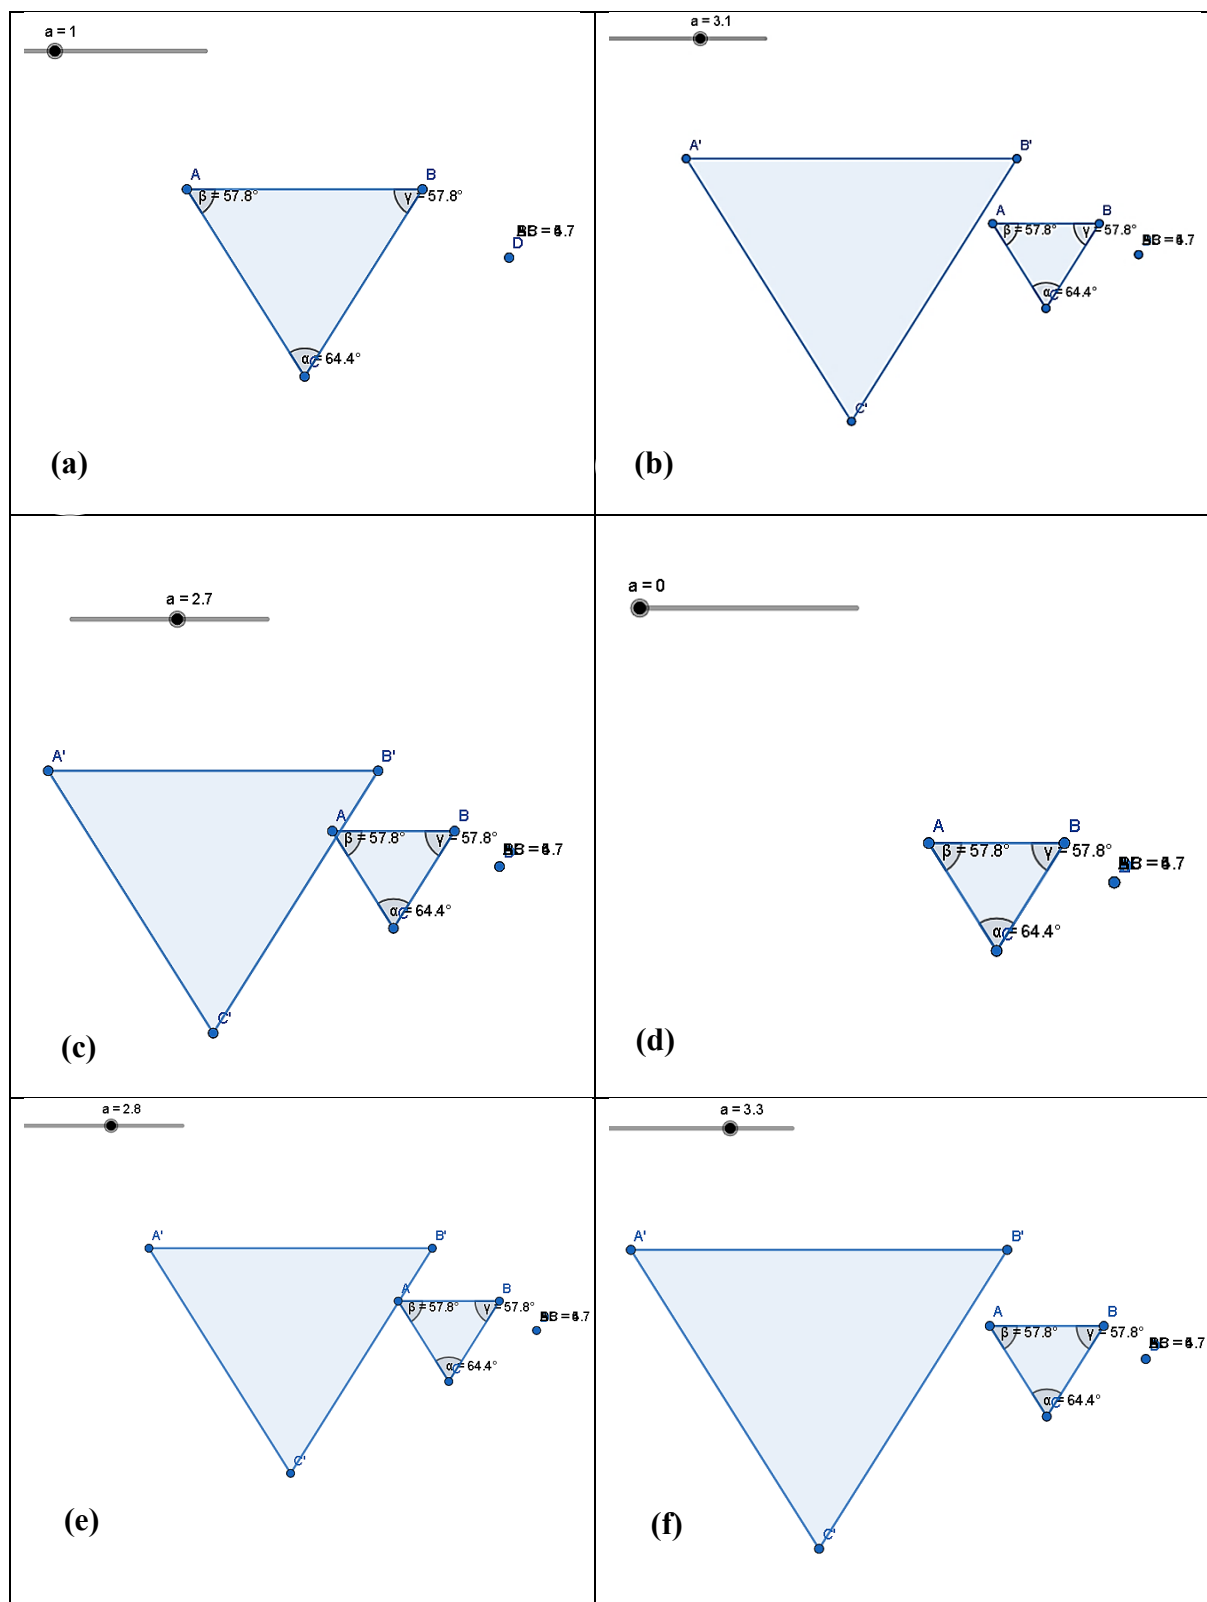 a = 1
A
B
β = 57.8°
γ = 57.8°
= 4.7
D
α = 64.4°
C
(a)
a = 3.1
A'
B'
A
B
β = 57.8°
γ = 57.8°
α = 64.4°
C
C'
(b)
a = 2.7
A'
B'
A
B
β = 57.8°
γ = 57.8°
α = 64.4°
C
C'
(c)
a = 0
A
B
β = 57.8°
γ = 57.8°
α = 64.4°
C
(d)
a = 2.8
A'
B'
A
B
β = 57.8°
γ = 57.8°
α = 64.4°
C
C'
(e)
a = 3.3
A'
B'
A
B
β = 57.8°
γ = 57.8°
α = 64.4°
C
C'
(f)